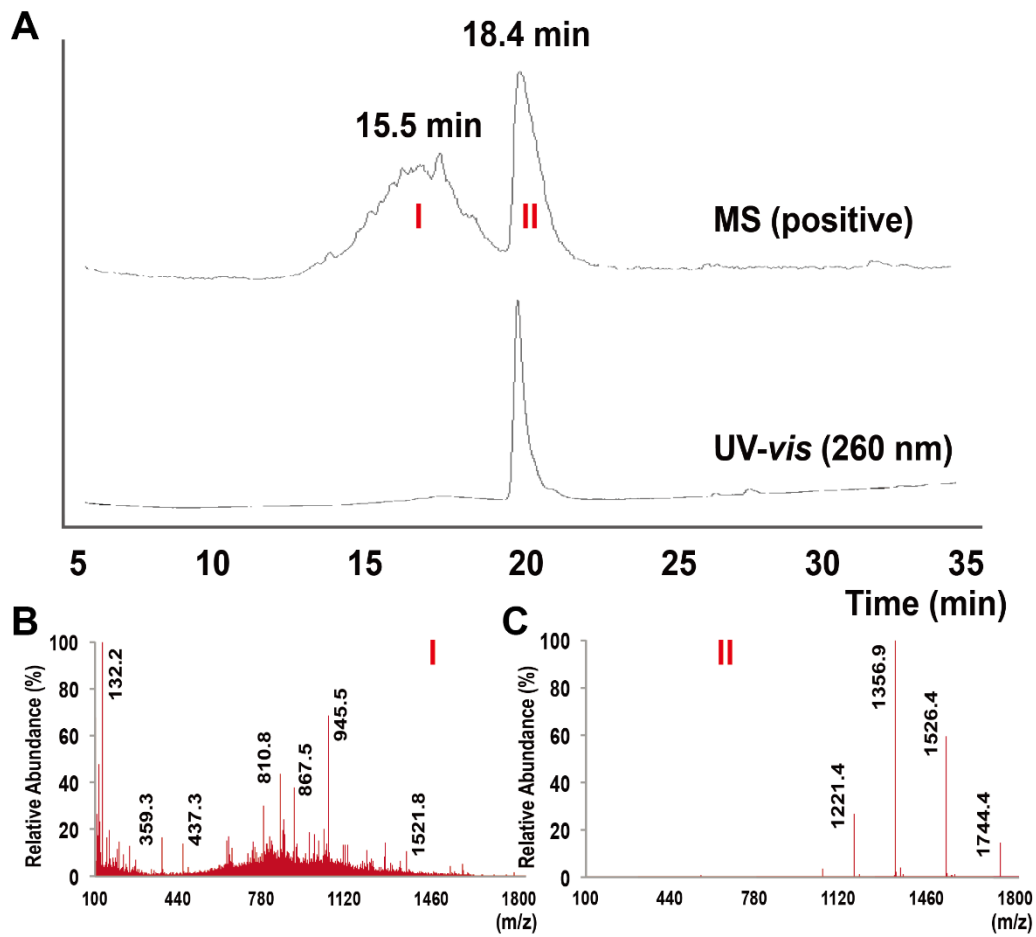 A
18.4 min
15.5 min
I
II
MS (positive)
UV-vis (260 nm)
5 10 15 20 25 30 35
Time (min)
B
I
Relative Abundance (%)
100
80
60
40
20
0
132.2
359.3
437.3
810.8
867.5
945.5
1521.8
100 440 780 1120 1460 1800
(m/z)
C
II
Relative Abundance (%)
100
80
60
40
20
0
1221.4
1356.9
1526.4
1744.4
100 440 780 1120 1460 1800
(m/z)